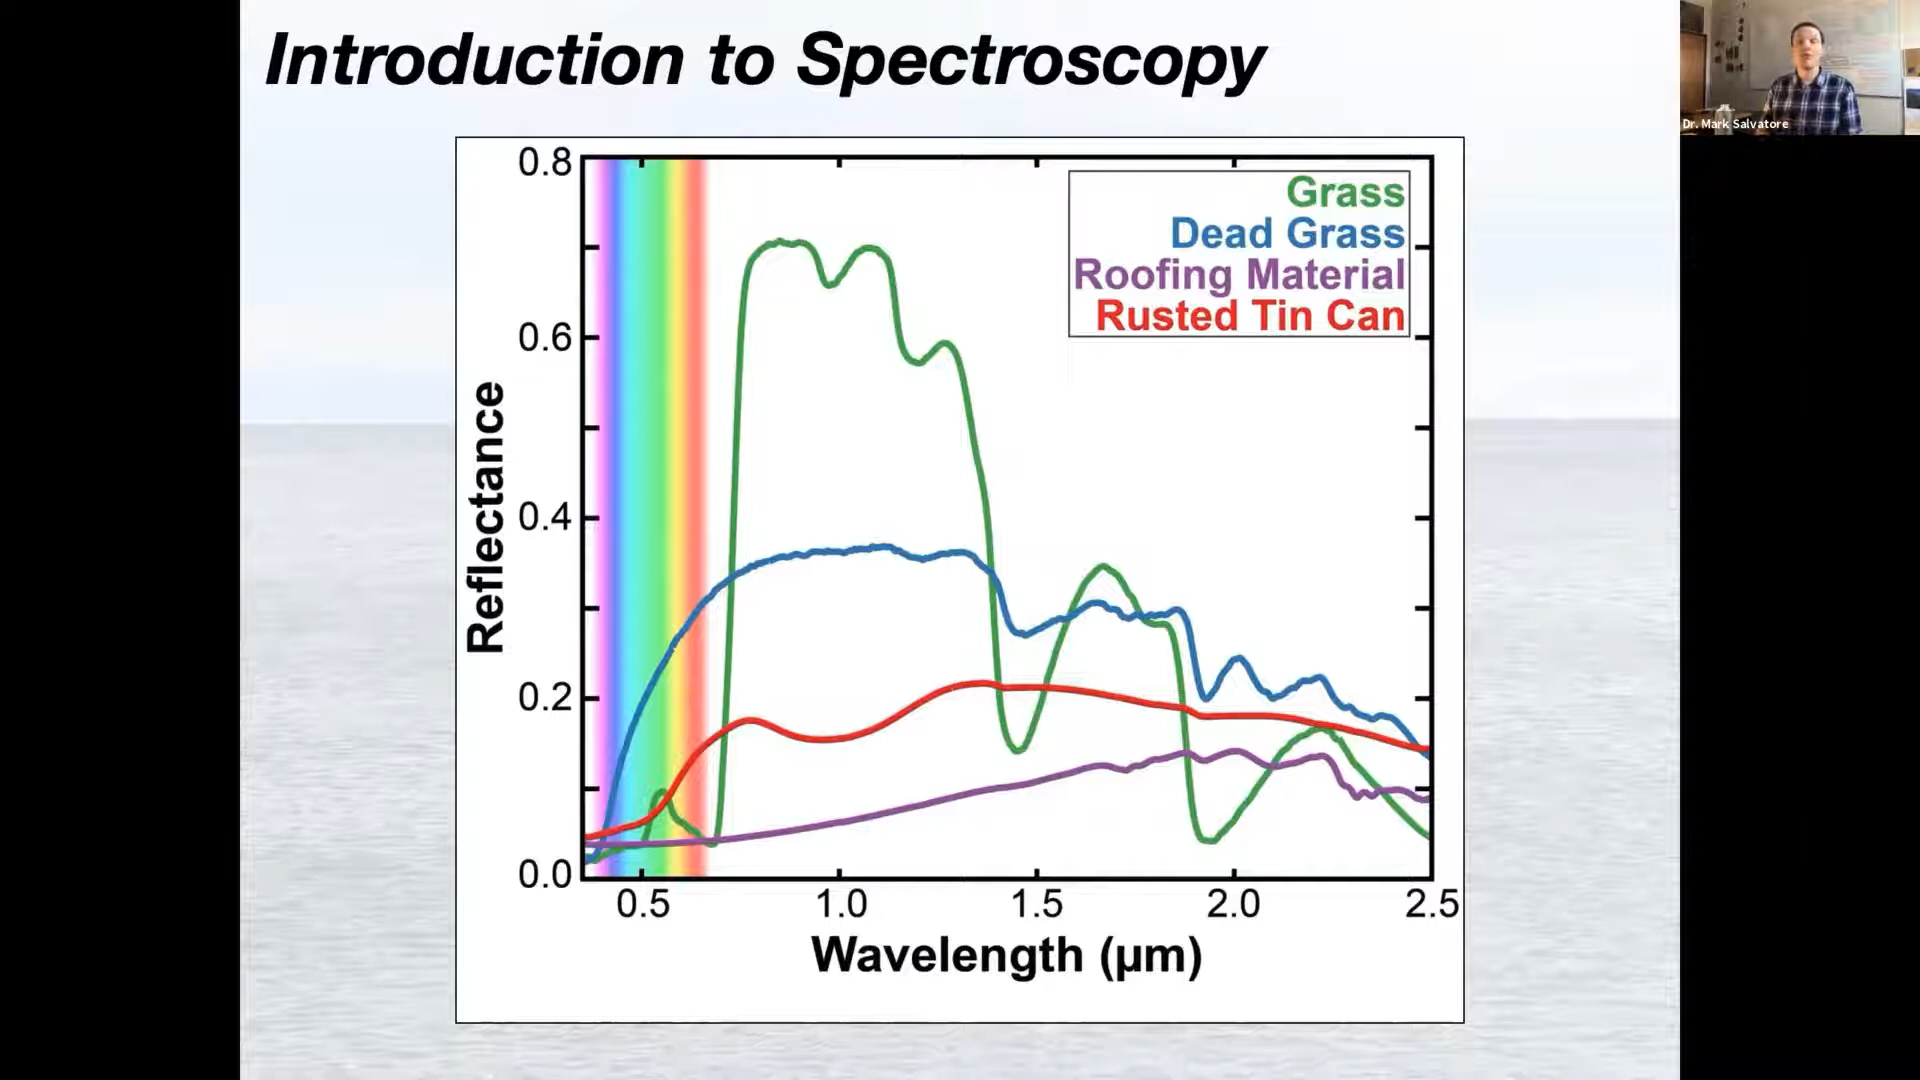 Introduction to Spectroscopy
Dr. Mark Salvatore
0.8
0.6
0.4
0.2
0.0
Reflectance
Grass
Dead Grass
Roofing Material
Rusted Tin Can
0.5
1.0
1.5
2.0
2.5
Wavelength (µm)